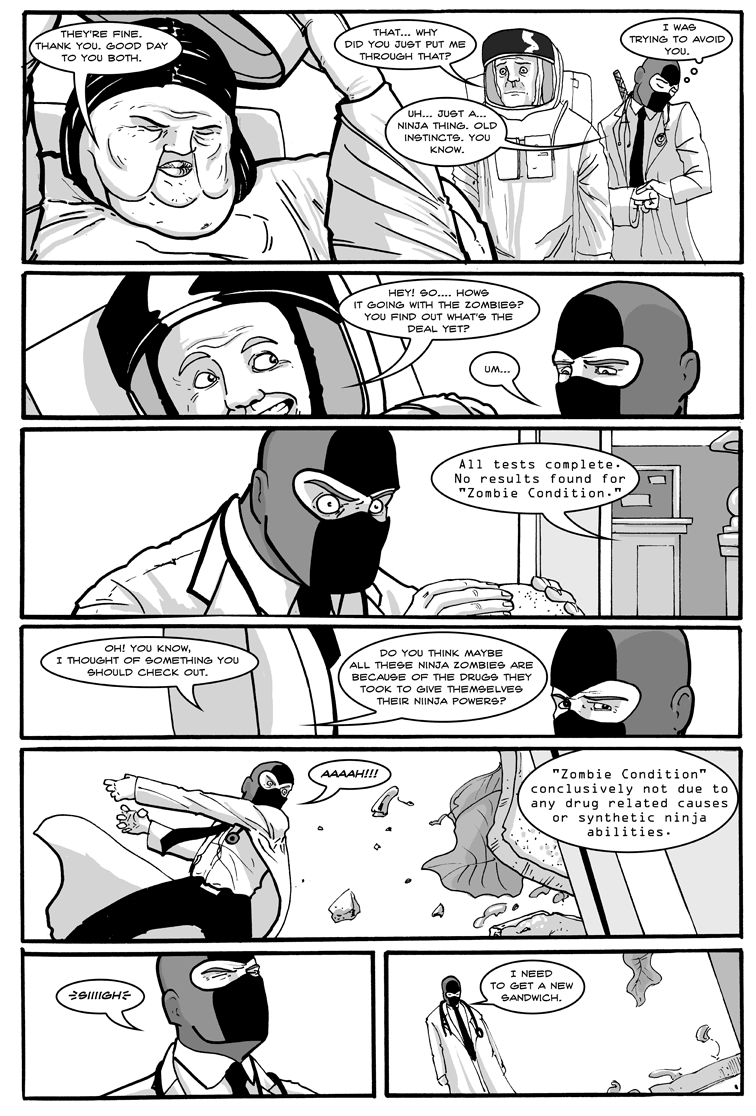 THEY'RE FINE.
THANK YOU. GOOD DAY
TO YOU BOTH.
THAT... WHY
DID YOU JUST PUT ME
THROUGH THAT?
UH... JUST A...
NINJA THING. OLD
INSTINCTS. YOU
KNOW.
I WAS
TRYING TO AVOID
YOU.
HEY! SO.... HOWS
IT GOING WITH THE ZOMBIES?
YOU FIND OUT WHAT'S THE
DEAL YET?
UM...
All tests complete.
No results found for
"Zombie Condition."
OH! YOU KNOW,
I THOUGHT OF SOMETHING YOU
SHOULD CHECK OUT.
DO YOU THINK MAYBE
ALL THESE NINJA ZOMBIES ARE
BECAUSE OF THE DRUGS THEY
TOOK TO GIVE THEMSELVES
THEIR NIINJA POWERS?
AAAAH!!!
"Zombie Condition"
conclusively not due to
any drug related causes
or synthetic ninja
abilities.
SIIIIGH
I NEED
TO GET A NEW
SANDWICH.